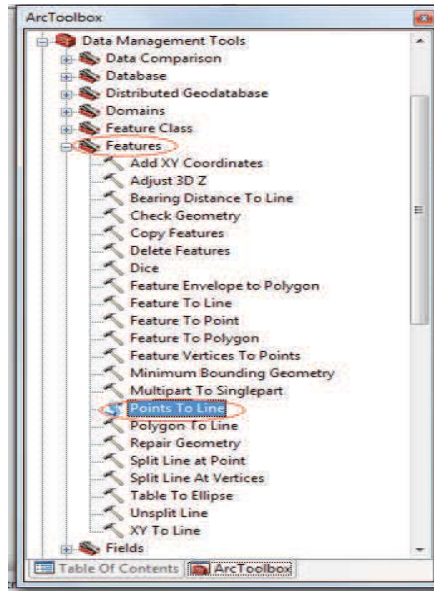 ArcToolbox
Data Management Tools
Data Comparison
Database
Distributed Geodatabase
Domains
Feature Class
Features
Add XY Coordinates
Adjust 3D Z
Bearing Distance To Line
Check Geometry
Copy Features
Delete Features
Dice
Feature Envelope to Polygon
Feature To Line
Feature To Point
Feature To Polygon
Feature Vertices To Points
Minimum Bounding Geometry
Multipart To Singlepart
Points To Line
Polygon To Line
Repair Geometry
Split Line at Point
Split Line At Vertices
Table To Ellipse
Unsplit Line
XY To Line
Fields
Table Of Contents ArcToolbox